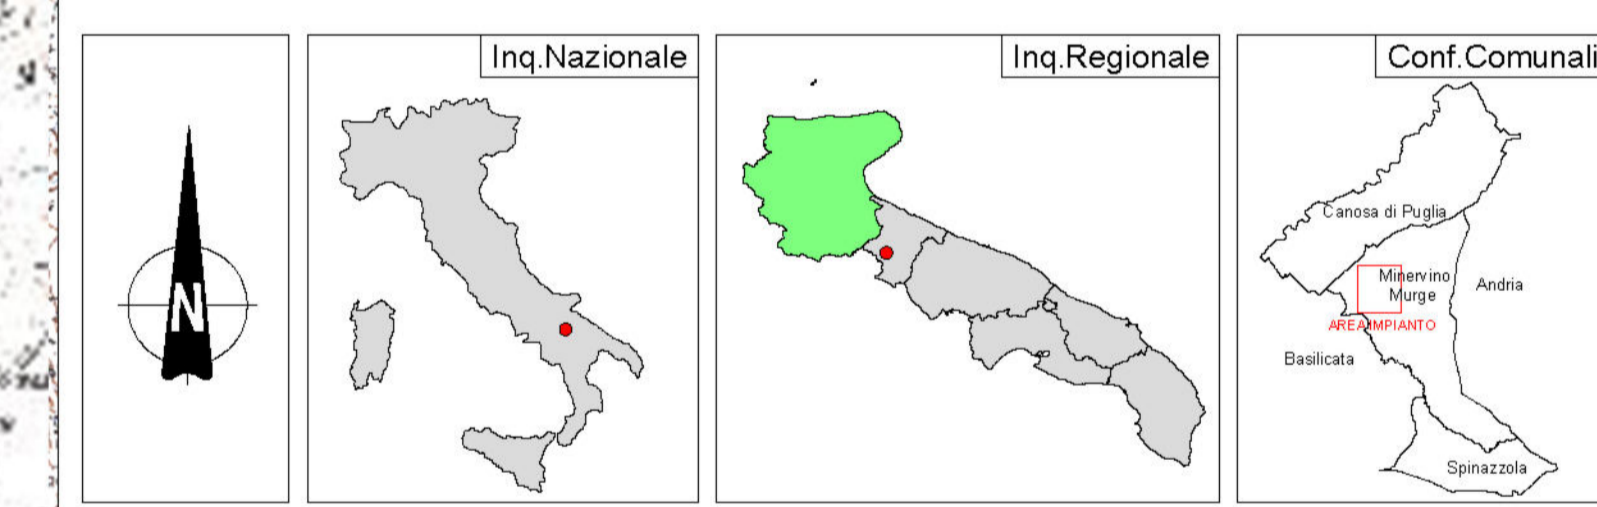 N
Inq.Nazionale
Inq.Regionale
Conf.Comunali
Canosa di Puglia
Minervino
Murge
Andria
AREA IMPIANTO
Basilicata
Spinazzola